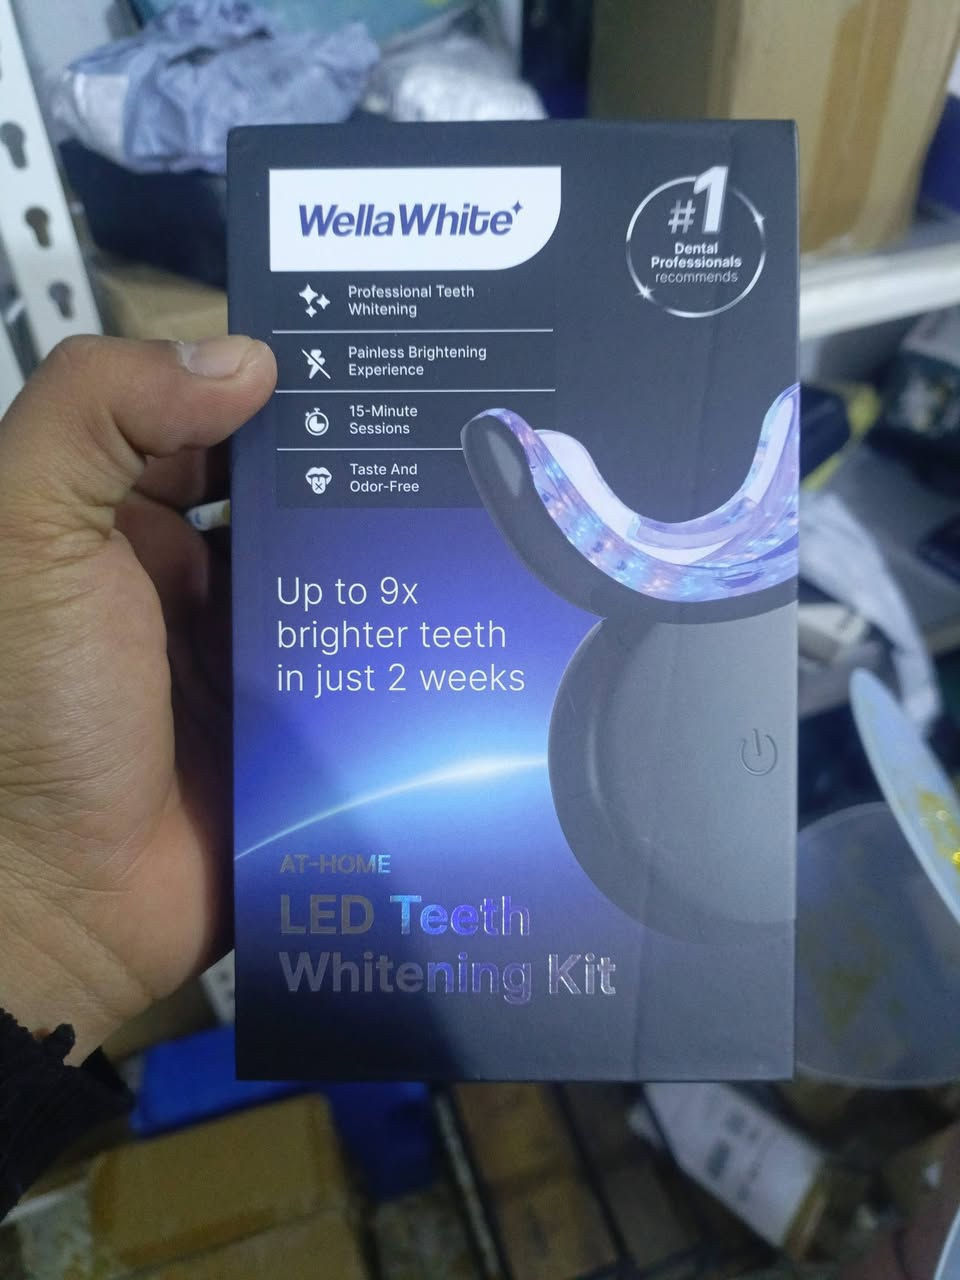 WellaWhite
#1
Dental
Professionals
recommends
Professional Teeth
Whitening
Painless Brightening
Experience
15-Minute
Sessions
Taste And
Odor-Free
Up to 9x
brighter teeth
in just 2 weeks
AT-HOME
LED Teeth
Whitening Kit